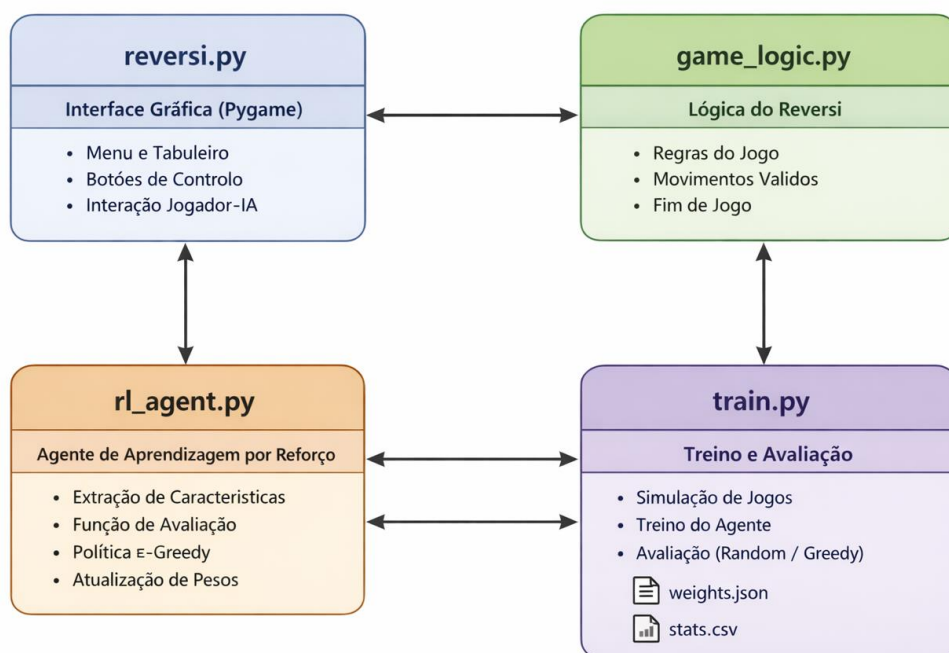 reversi.py
Interface Gráfica (Pygame)
• Menu e Tabuleiro
• Botóes de Controlo
• Interação Jogador-IA
game_logic.py
Lógica do Reversi
• Regras do Jogo
• Movimentos Validos
• Fim de Jogo
rl_agent.py
Agente de Aprendizagem por Reforço
• Extração de Caracteristicas
• Função de Avaliação
• Política ε-Greedy
• Atualização de Pesos
train.py
Treino e Avaliação
• Simulação de Jogos
• Treino do Agente
• Avaliação (Random / Greedy)
weights.json
stats.csv